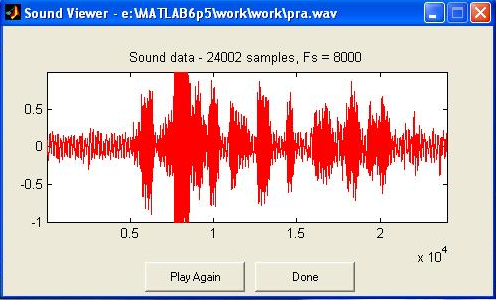 Sound Viewer - e:\MATLAB6p5\work\work\pra.wav
Sound data - 24002 samples, Fs = 8000
0.5
0
-0.5
-1
0.5 1 1.5 2
x 10^4
Play Again Done